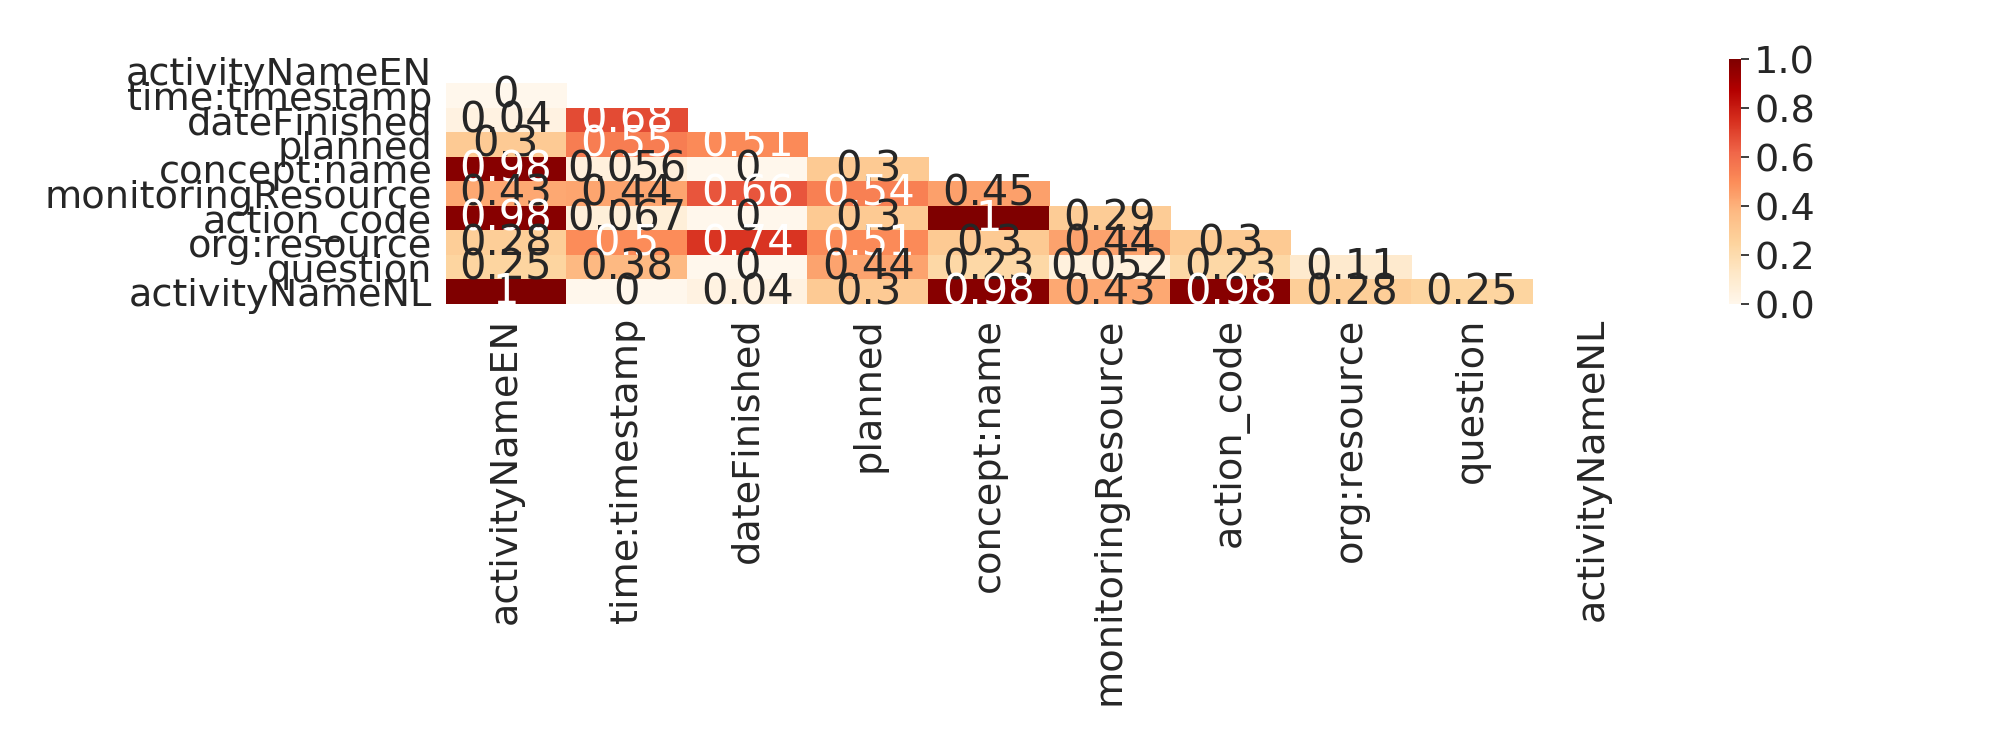 activityNameEN
time:timestamp 0
dateFinished 0.04 0.68
planned 0.3 0.55 0.51
concept:name 0.98 0.056 0 0.3
monitoringResource 0.43 0.44 0.66 0.54 0.45
action_code 0.98 0.067 0 0.3 1 0.29
org:resource 0.28 0.5 0.74 0.51 0.3 0.44 0.3
question 0.25 0.38 0 0.44 0.23 0.052 0.23 0.11
activityNameNL 1 0 0.04 0.3 0.98 0.43 0.98 0.28 0.25
activityNameEN
time:timestamp
dateFinished
planned
concept:name
monitoringResource
action_code
org:resource
question
activityNameNL
1.0
0.8
0.6
0.4
0.2
0.0